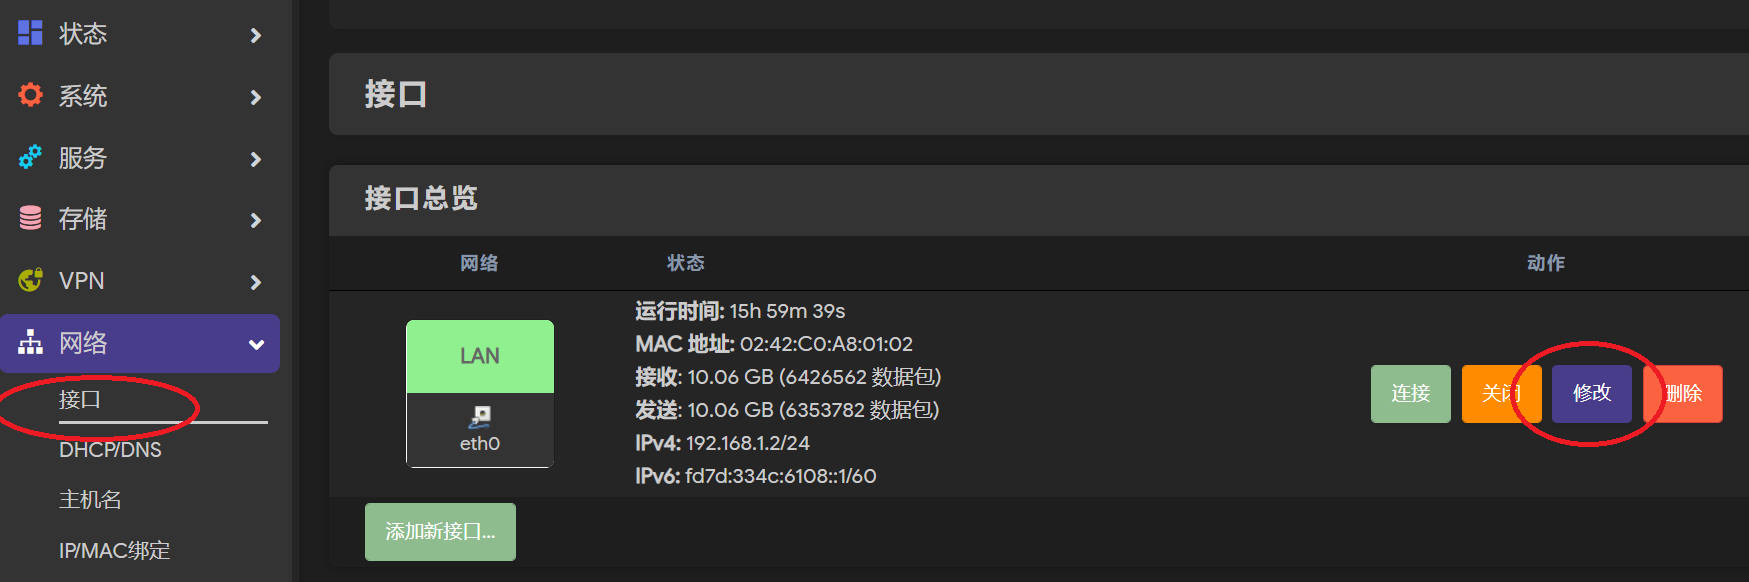 状态
系统
服务
存储
VPN
网络
接口
DHCP/DNS
主机名
IP/MAC绑定
接口
接口总览
网络 状态 动作
LAN
eth0
运行时间: 15h 59m 39s
MAC 地址: 02:42:C0:A8:01:02
接收: 10.06 GB (6426562 数据包)
发送: 10.06 GB (6353782 数据包)
IPv4: 192.168.1.2/24
IPv6: fd7d:334c:6108::1/60
连接 关闭 修改 删除
添加新接口...